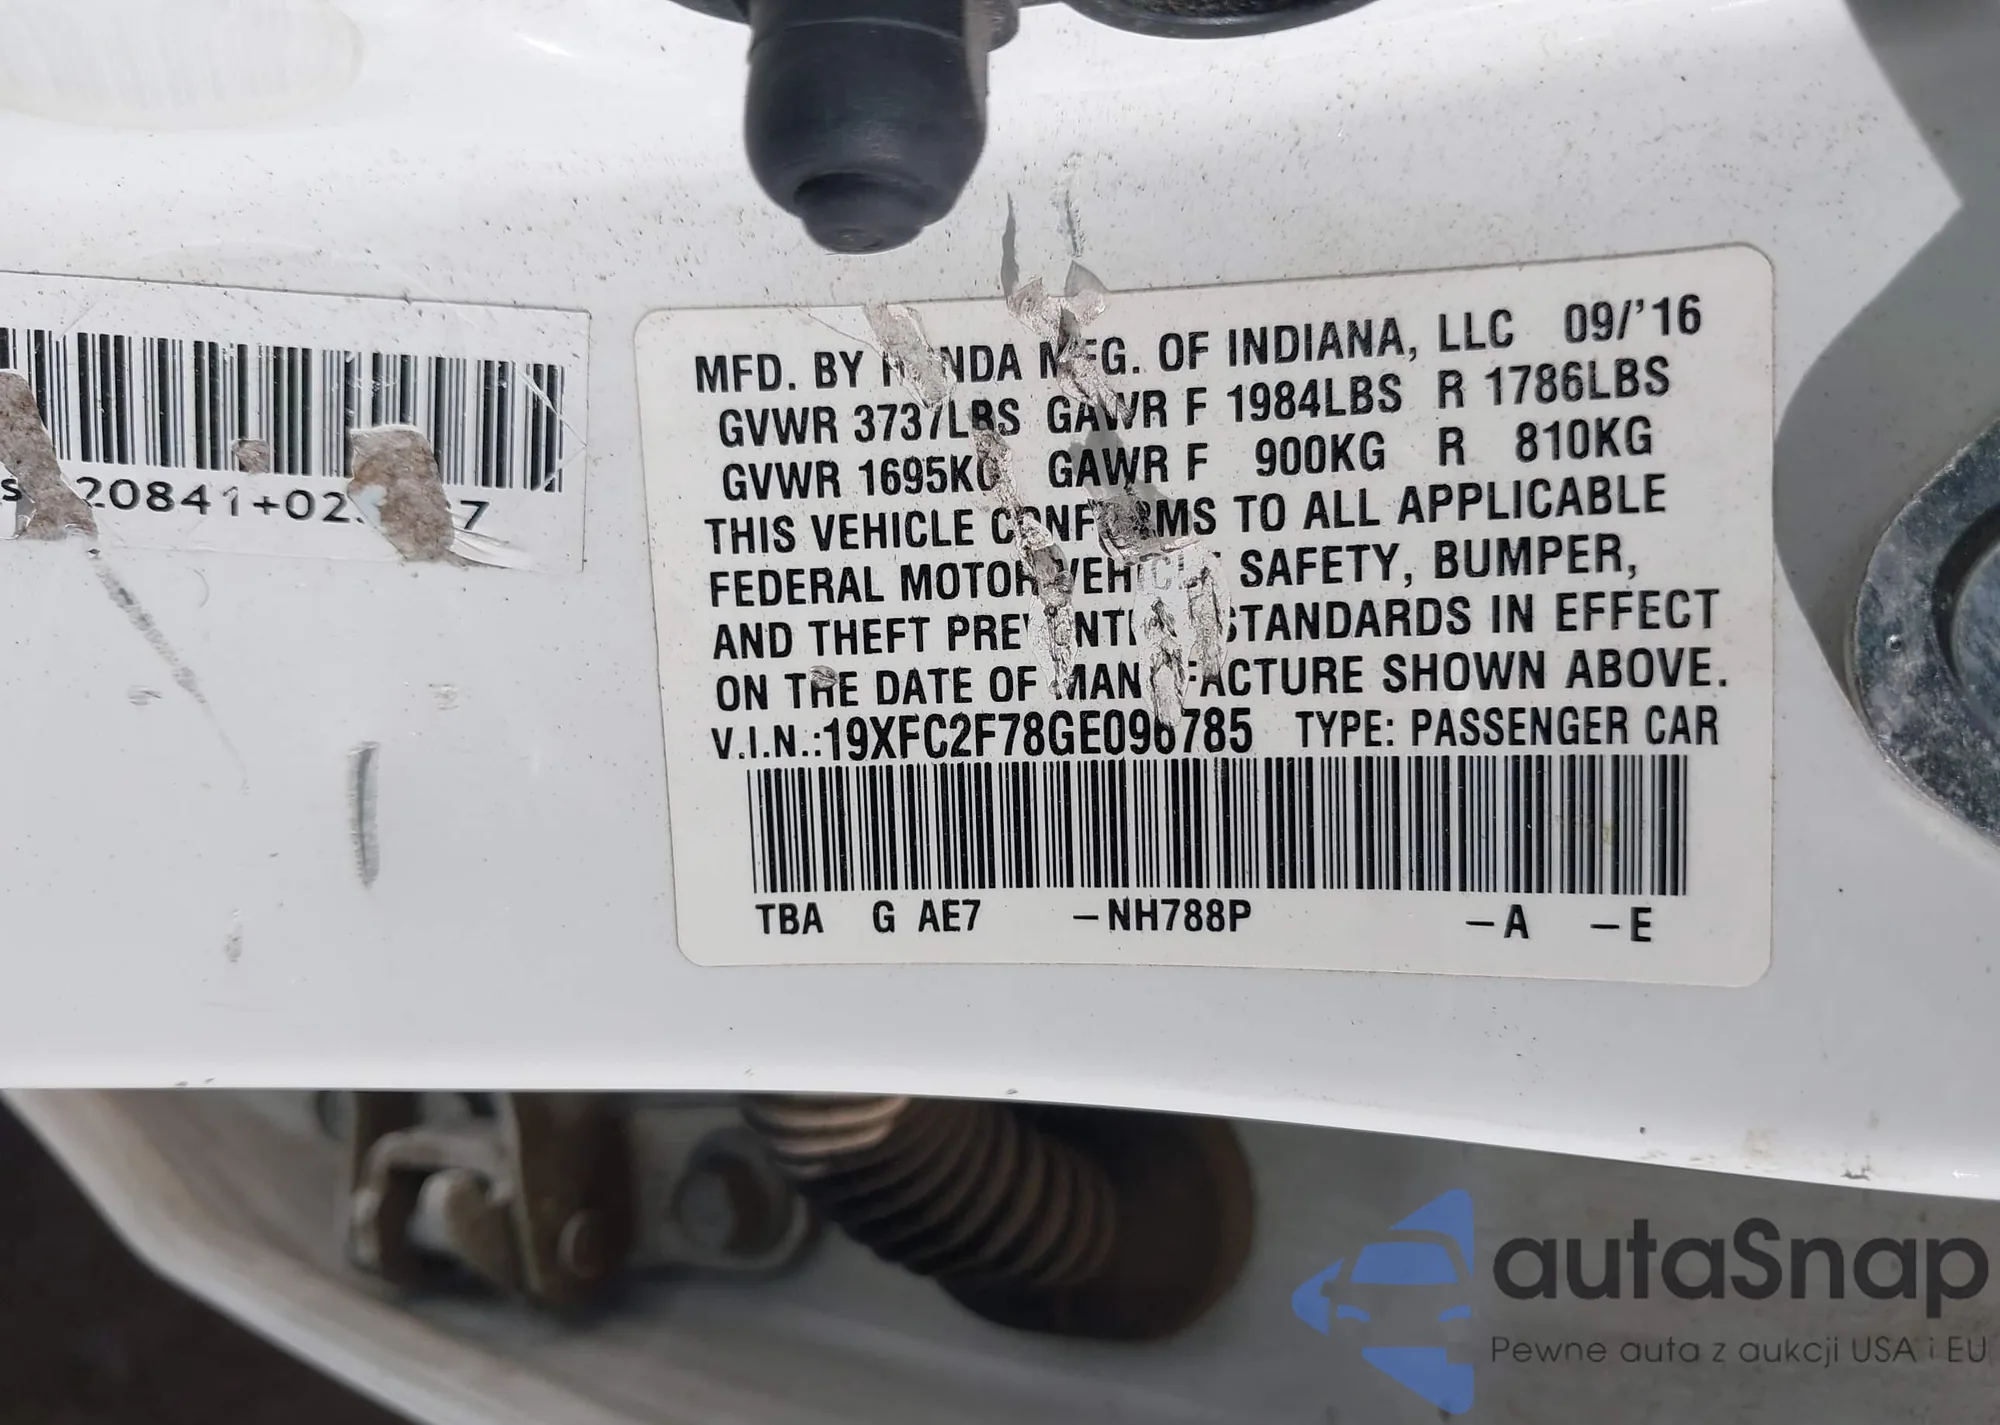 20841+02
7
MFD. BY HONDA MFG. OF INDIANA, LLC 09/'16
GVWR 3737LBS GAWR F 1984LBS R 1786LBS
GVWR 1695KG GAWR F 900KG R 810KG
THIS VEHICLE CONFORMS TO ALL APPLICABLE
FEDERAL MOTOR VEHICLE SAFETY, BUMPER,
AND THEFT PREVENTION STANDARDS IN EFFECT
ON THE DATE OF MANUFACTURE SHOWN ABOVE.
V.I.N.:19XFC2F78GE096785 TYPE: PASSENGER CAR
TBA G AE7 –NH788P –A –E
autaSnap
Pewne auta z aukcji USA i EU